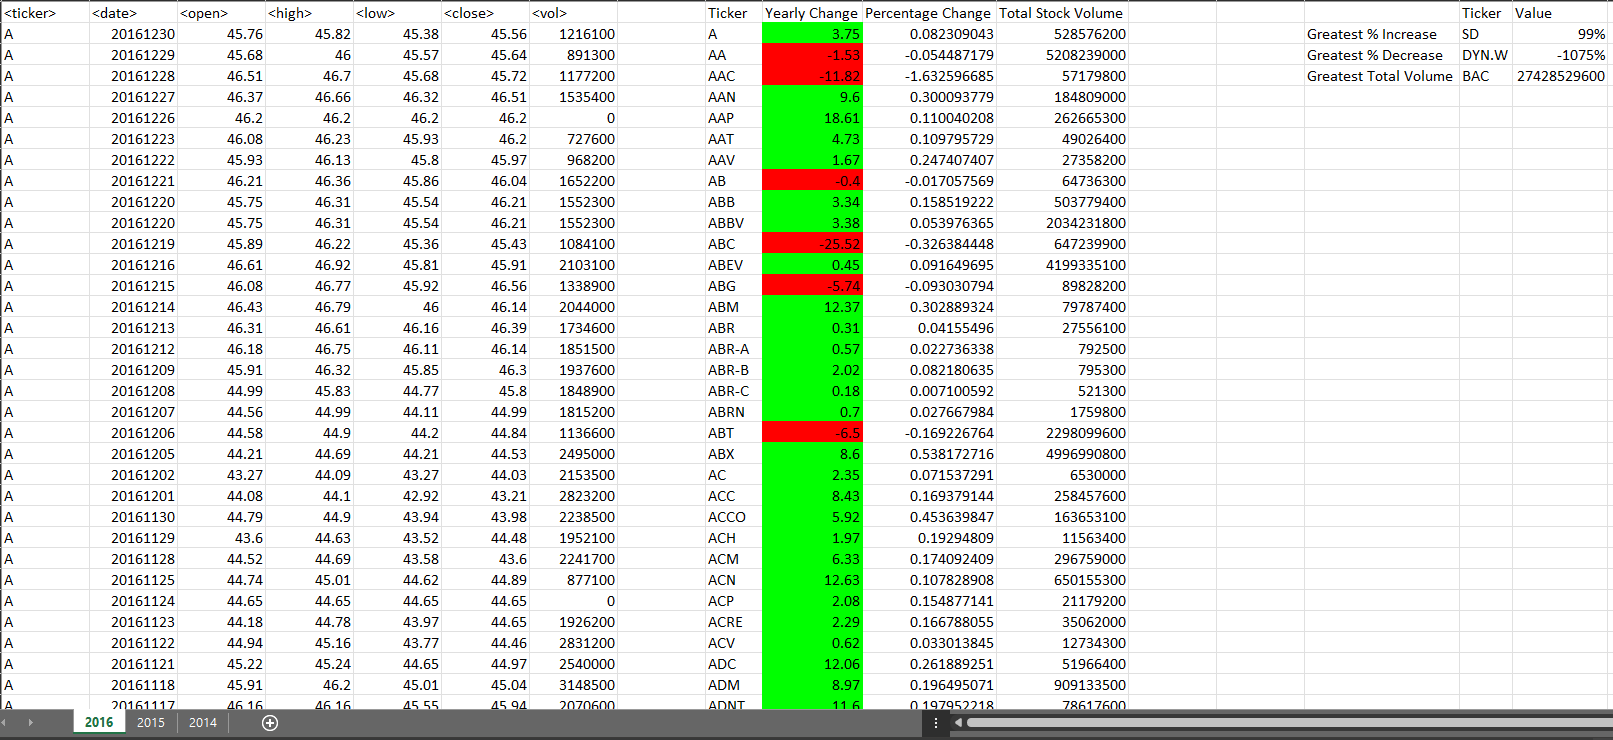 <ticker> <date> <open> <high> <low> <close> <vol> Ticker Yearly Change Percentage Change Total Stock Volume Ticker Value
A 20161230 45.76 45.82 45.38 45.56 1216100 A 3.75 0.082309043 528576200 Greatest % Increase SD 99%
A 20161229 45.68 46 45.57 45.64 891300 AA -1.53 -0.054487179 5208239000 Greatest % Decrease DYN.W -1075%
A 20161228 46.51 46.7 45.68 45.72 1177200 AAC -11.82 -1.632596685 57179800 Greatest Total Volume BAC 27428529600
A 20161227 46.37 46.66 46.32 46.51 1535400 AAN 9.6 0.300093779 184809000
A 20161226 46.2 46.2 46.2 46.2 0 AAP 18.61 0.110040208 262665300
A 20161223 46.08 46.23 45.93 46.2 727600 AAT 4.73 0.109795729 49026400
A 20161222 45.93 46.13 45.8 45.97 968200 AAV 1.67 0.247407407 27358200
A 20161221 46.21 46.36 45.86 46.04 1652200 AB -0.4 -0.017057569 64736300
A 20161220 45.75 46.31 45.54 46.21 1552300 ABB 3.34 0.158519222 503779400
A 20161220 45.75 46.31 45.54 46.21 1552300 ABBV 3.38 0.053976365 2034231800
A 20161219 45.89 46.22 45.36 45.43 1084100 ABC -25.52 -0.326384448 647239900
A 20161216 46.61 46.92 45.81 45.91 2103100 ABEV 0.45 0.091649695 4199335100
A 20161215 46.08 46.77 45.92 46.56 1338900 ABG -5.74 -0.093030794 89828200
A 20161214 46.43 46.79 46 46.14 2044000 ABM 12.37 0.302889324 79787400
A 20161213 46.31 46.61 46.16 46.39 1734600 ABR 0.31 0.04155496 27556100
A 20161212 46.18 46.75 46.11 46.14 1851500 ABR-A 0.57 0.022736338 792500
A 20161209 45.91 46.32 45.85 46.3 1937600 ABR-B 2.02 0.082180635 795300
A 20161208 44.99 45.83 44.77 45.8 1848900 ABR-C 0.18 0.007100592 521300
A 20161207 44.56 44.99 44.11 44.99 1815200 ABRN 0.7 0.027667984 1759800
A 20161206 44.58 44.9 44.2 44.84 1136600 ABT -6.5 -0.169226764 2298099600
A 20161205 44.21 44.69 44.21 44.53 2495000 ABX 8.6 0.538172716 4996990800
A 20161202 43.27 44.09 43.27 44.03 2153500 AC 2.35 0.071537291 6530000
A 20161201 44.08 44.1 42.92 43.21 2823200 ACC 8.43 0.169379144 258457600
A 20161130 44.79 44.9 43.94 43.98 2238500 ACCO 5.92 0.453639847 163653100
A 20161129 43.6 44.63 43.52 44.48 1952100 ACH 1.97 0.19294809 11563400
A 20161128 44.52 44.69 43.58 43.6 2241700 ACM 6.33 0.174092409 296759000
A 20161125 44.74 45.01 44.62 44.89 877100 ACN 12.63 0.107828908 650155300
A 20161124 44.65 44.65 44.65 44.65 0 ACP 2.08 0.154877141 21179200
A 20161123 44.18 44.78 43.97 44.65 1926200 ACRE 2.29 0.166788055 35062000
A 20161122 44.94 45.16 43.77 44.46 2831200 ACV 0.62 0.033013845 12734300
A 20161121 45.22 45.24 44.65 44.97 2540000 ADC 12.06 0.261889251 51966400
A 20161118 45.91 46.2 45.01 45.04 3148500 ADM 8.97 0.196495071 909133500
A 20161117 46.16 46.16 45.55 45.94 2070600 ADNT 11.6 0.197952218 78617600
2016 2015 2014